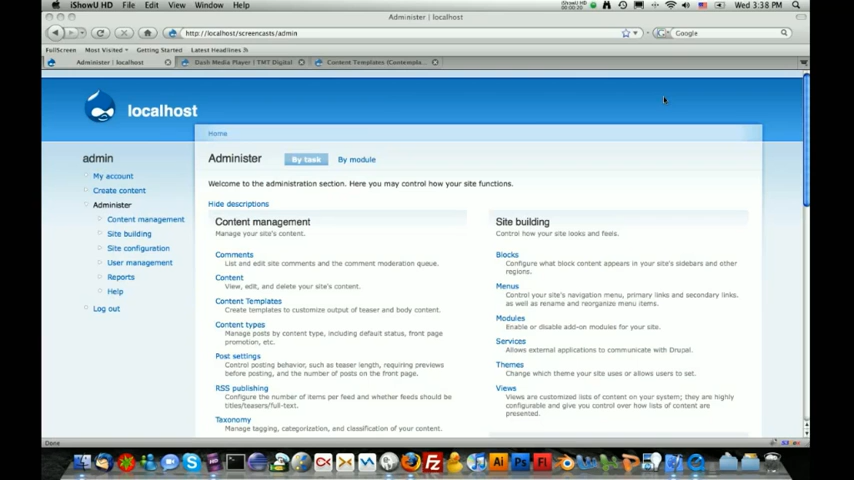 iShowU HD File Edit View Window Help
Wed 3:38 PM
Administer | localhost
http://localhost/screencasts/admin
Google
FullScreen Most Visited Getting Started Latest Headlines
Administer | localhost
Dash Media Player | TMT Digital
Content Templates (Contempla...
localhost
Home
admin
My account
Create content
Administer
Content management
Site building
Site configuration
User management
Reports
Help
Log out
Administer By task By module
Welcome to the administration section. Here you may control how your site functions.
Hide descriptions
Content management
Manage your site's content.
Comments
List and edit site comments and the comment moderation queue.
Content
View, edit, and delete your site's content.
Content Templates
Create templates to customize output of teaser and body content.
Content types
Manage posts by content type, including default status, front page
promotion, etc.
Post settings
Control posting behavior, such as teaser length, requiring previews
before posting, and the number of posts on the front page.
RSS publishing
Configure the number of items per feed and whether feeds should be
titles/teasers/full-text.
Taxonomy
Manage tagging, categorization, and classification of your content.
Site building
Control how your site looks and feels.
Blocks
Configure what block content appears in your site's sidebars and other
regions.
Menus
Control your site's navigation menu, primary links and secondary links.
as well as rename and reorganize menu items.
Modules
Enable or disable add-on modules for your site.
Services
Allows external applications to communicate with Drupal.
Themes
Change which theme your site uses or allows users to set.
Views
Views are customized lists of content on your system; they are highly
configurable and give you control over how lists of content are
presented.
Done